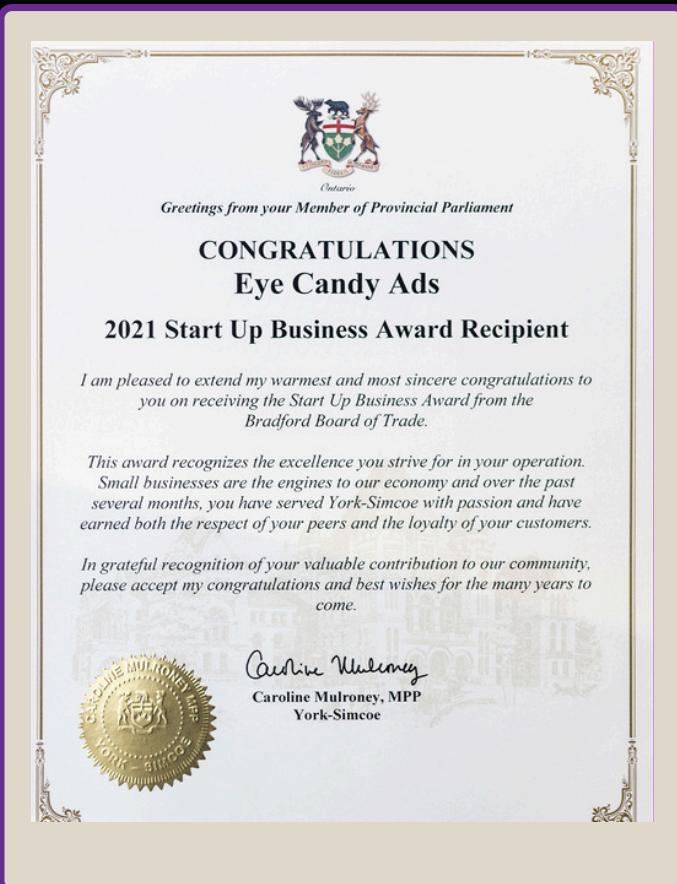 Ontario
Greetings from your Member of Provincial Parliament
CONGRATULATIONS
Eye Candy Ads
2021 Start Up Business Award Recipient
I am pleased to extend my warmest and most sincere congratulations to
you on receiving the Start Up Business Award from the
Bradford Board of Trade.
This award recognizes the excellence you strive for in your operation.
Small businesses are the engines to our economy and over the past
several months, you have served York-Simcoe with passion and have
earned both the respect of your peers and the loyalty of your customers.
In grateful recognition of your valuable contribution to our community,
please accept my congratulations and best wishes for the many years to
come.
Caroline Mulroney
Caroline Mulroney, MPP
York-Simcoe
CAROLINE MULRONEY MPP
YORK - SIMCOE